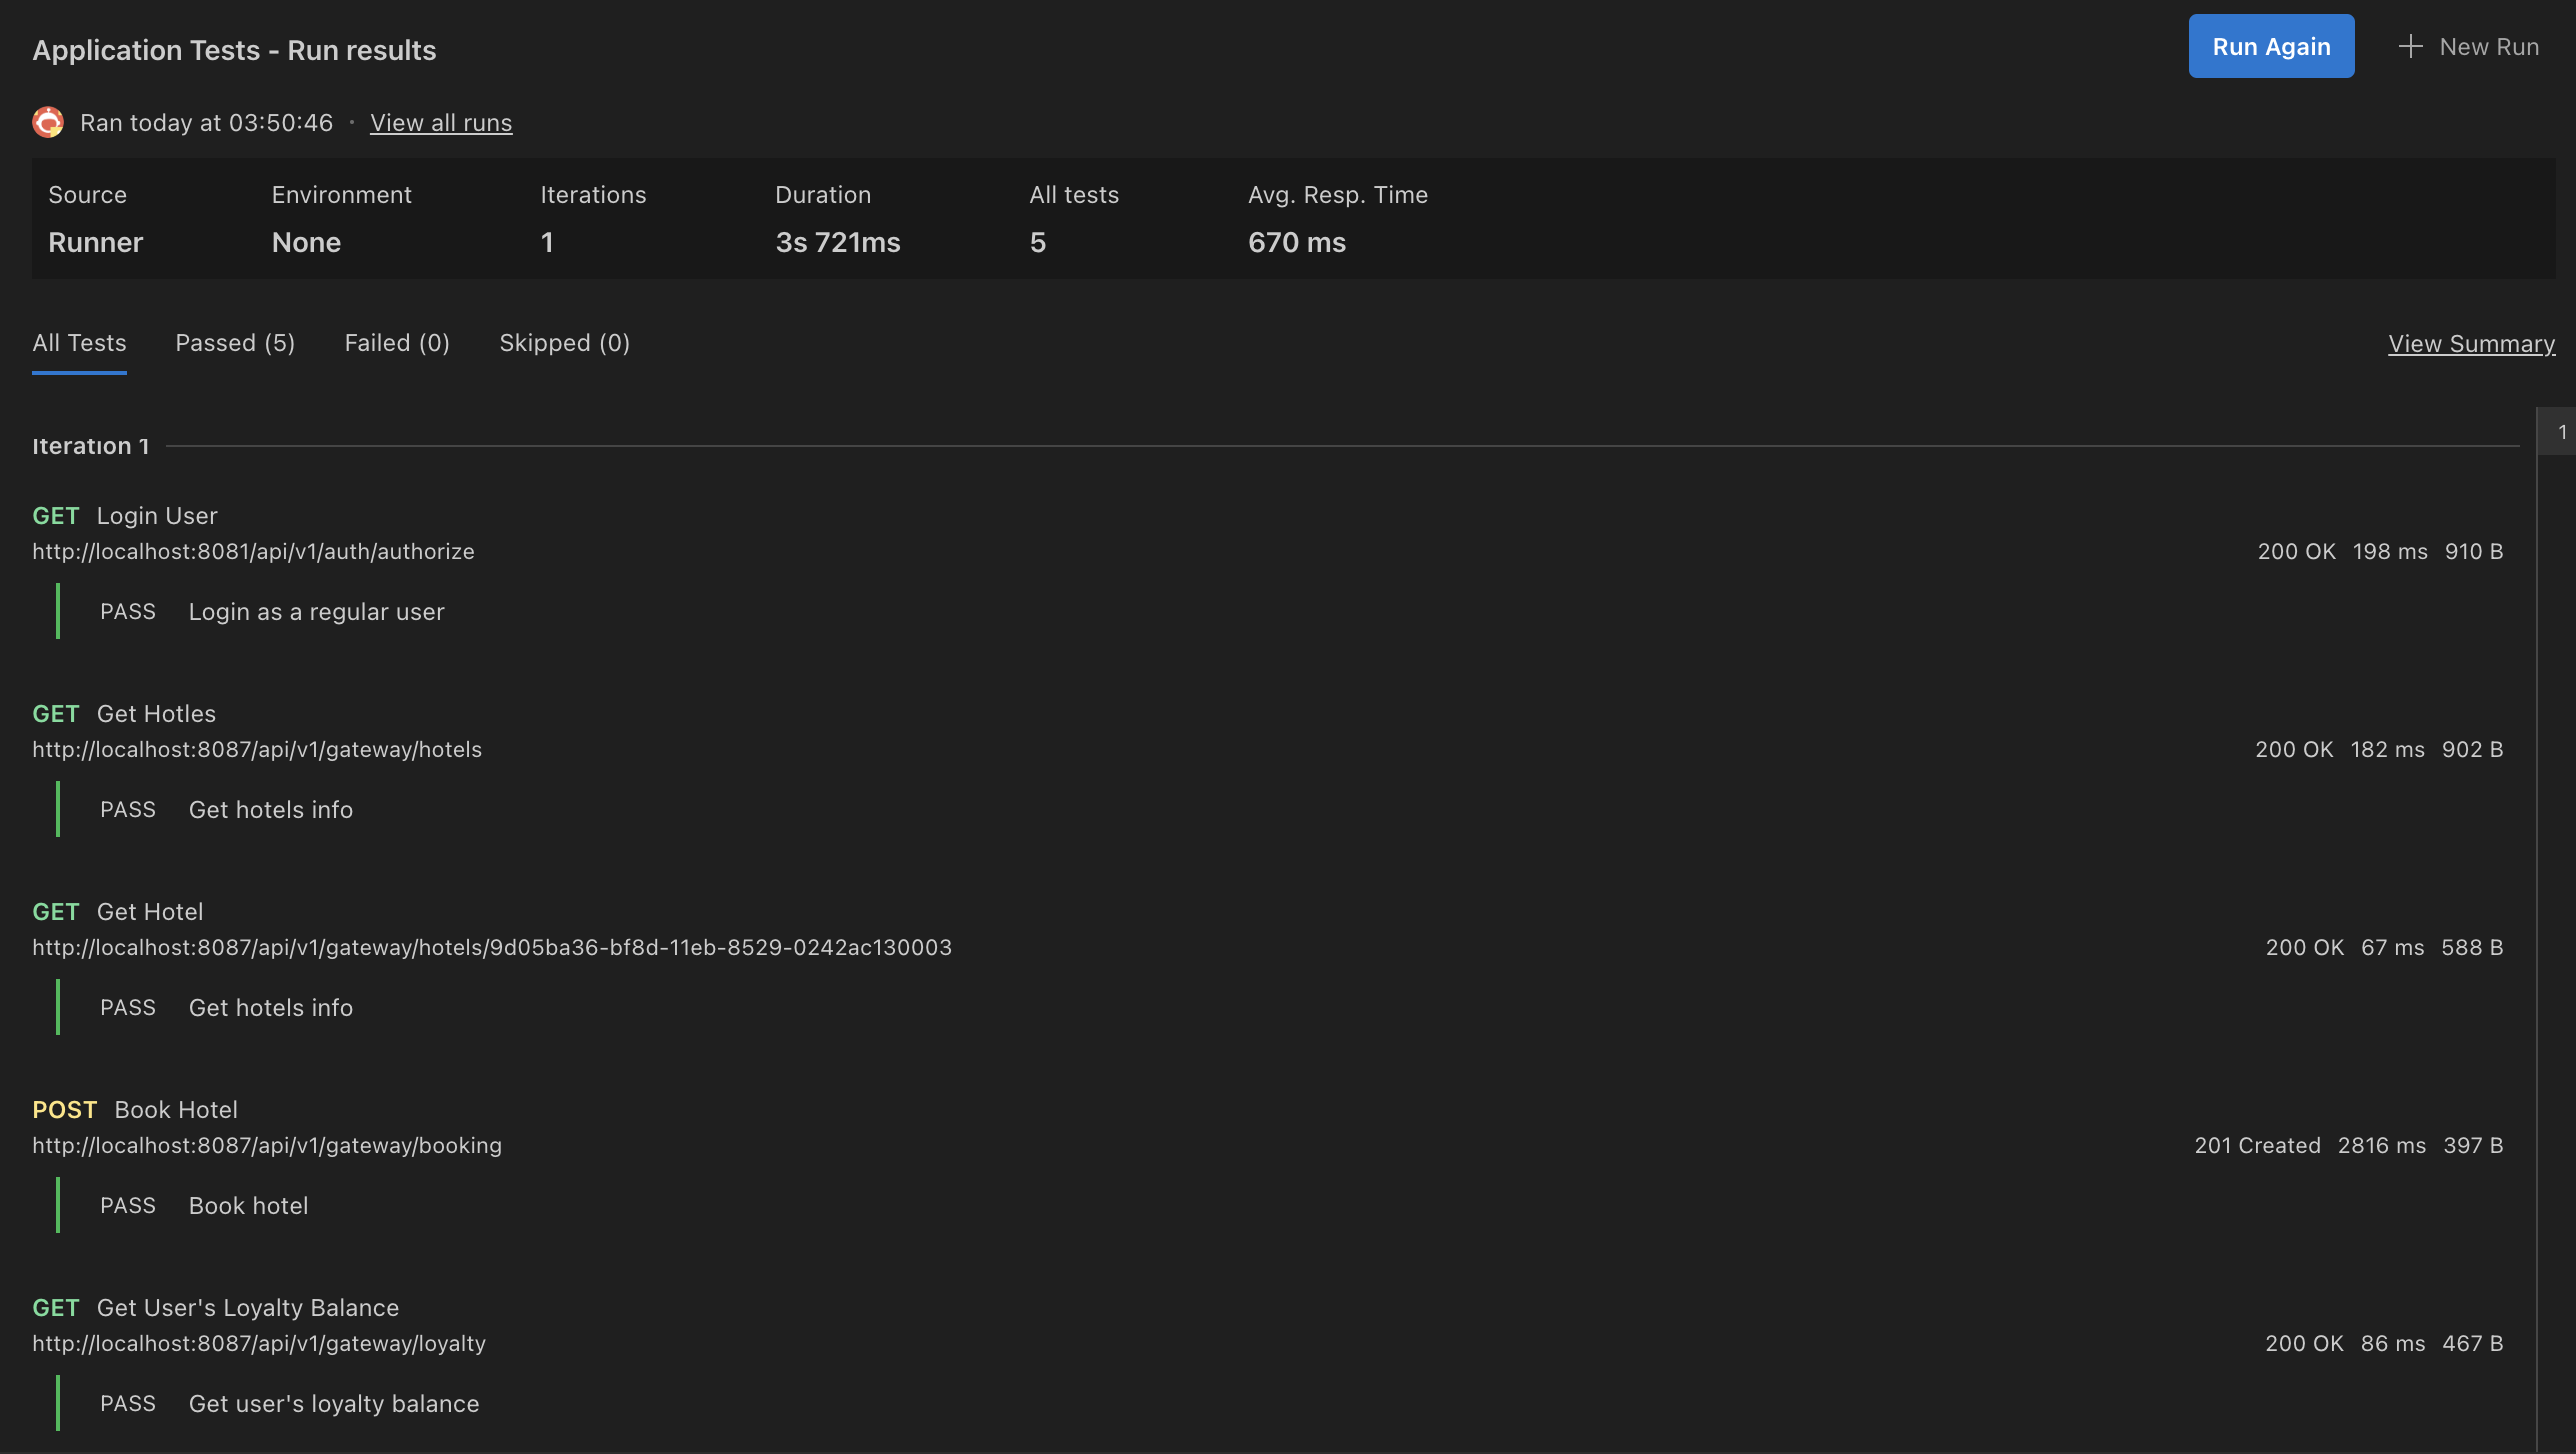 Application Tests - Run results
Run Again
New Run
Ran today at 03:50:46 · View all runs
Source Environment Iterations Duration All tests Avg. Resp. Time
Runner None 1 3s 721ms 5 670 ms
All Tests Passed (5) Failed (0) Skipped (0) View Summary
Iteration 1
1
GET Login User
http://localhost:8081/api/v1/auth/authorize 200 OK 198 ms 910 B
PASS Login as a regular user
GET Get Hotles
http://localhost:8087/api/v1/gateway/hotels 200 OK 182 ms 902 B
PASS Get hotels info
GET Get Hotel
http://localhost:8087/api/v1/gateway/hotels/9d05ba36-bf8d-11eb-8529-0242ac130003 200 OK 67 ms 588 B
PASS Get hotels info
POST Book Hotel
http://localhost:8087/api/v1/gateway/booking 201 Created 2816 ms 397 B
PASS Book hotel
GET Get User's Loyalty Balance
http://localhost:8087/api/v1/gateway/loyalty 200 OK 86 ms 467 B
PASS Get user's loyalty balance